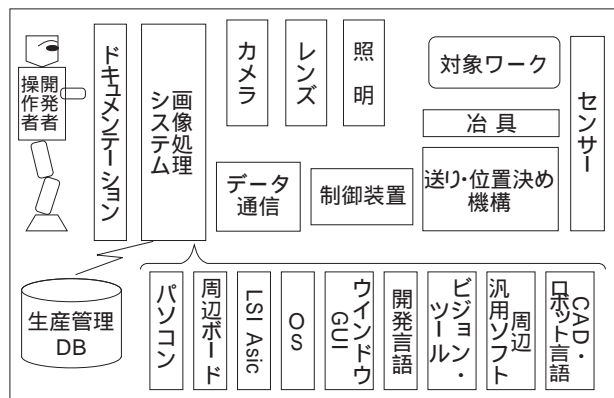 開発者
操作者
ドキュメンテーション
画像処理
システム
カメラ
レンズ
照明
対象ワーク
冶具
送り・位置決め
機構
センサー
データ
通信
制御装置
生産管理
DB
パソコン
周辺ボード
LSI Asic
OS
ウインドウ
GUI
開発言語
ビジョン・
ツール
周辺
汎用ソフト
CAD・
ロボット言語